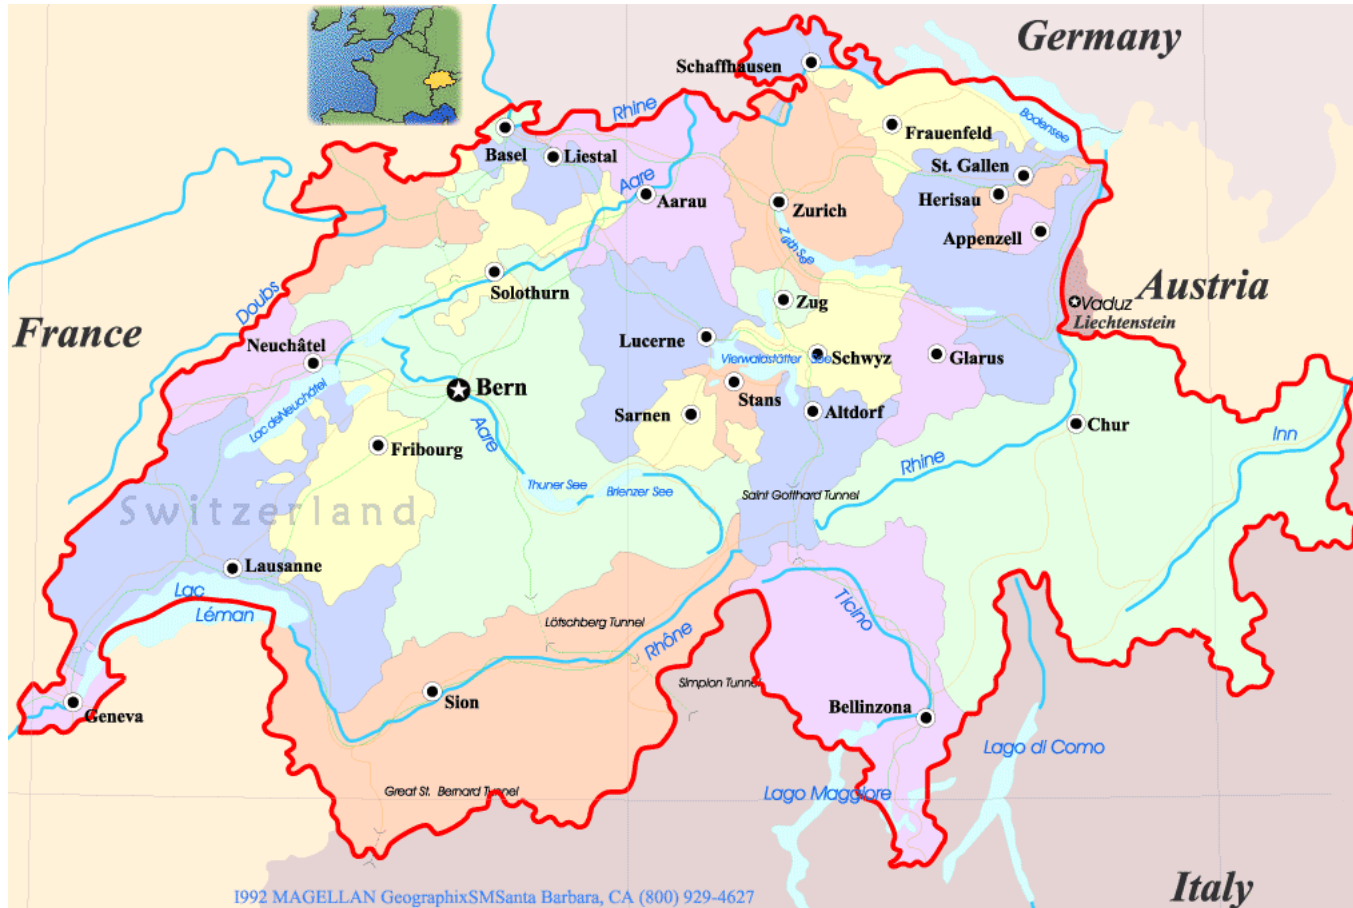 Germany
Schaffhausen
Rhine
Bodensee
Frauenfeld
Basel
Liestal
St. Gallen
Aare
Aarau
Zurich
Herisau
Appenzell
Solothurn
Zug
Doubs
Vaduz
Austria
Liechtenstein
France
Neuchâtel
Lucerne
Vierwaldstätter See
Schwyz
Glarus
Bern
Stans
Lac de Neuchâtel
Sarnen
Altdorf
Chur
Fribourg
Aare
Inn
Rhine
Thuner See
Brienzer See
Saint Gotthard Tunnel
Switzerland
Lausanne
Lac
Léman
Lötschberg Tunnel
Rhône
Ticino
Simplon Tunnel
Sion
Geneva
Bellinzona
Lago di Como
Great St. Bernard Tunnel
Lago Maggiore
Italy
1992 MAGELLAN GeographixSMSanta Barbara, CA (800) 929-4627